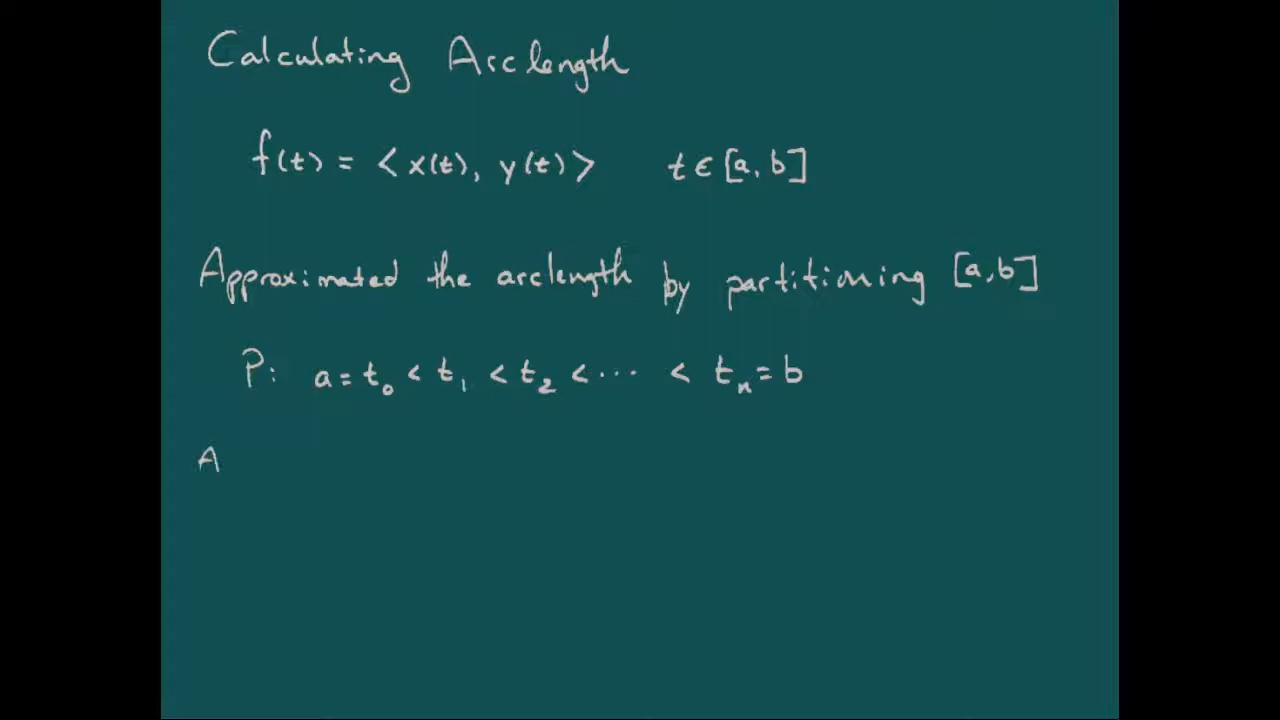 Calculating Arclength
f(t) = <x(t), y(t)> t ∈ [a, b]
Approximated the arclength by partitioning [a, b]
P: a = t₀ < t₁ < t₂ < ··· < tₙ = b
A